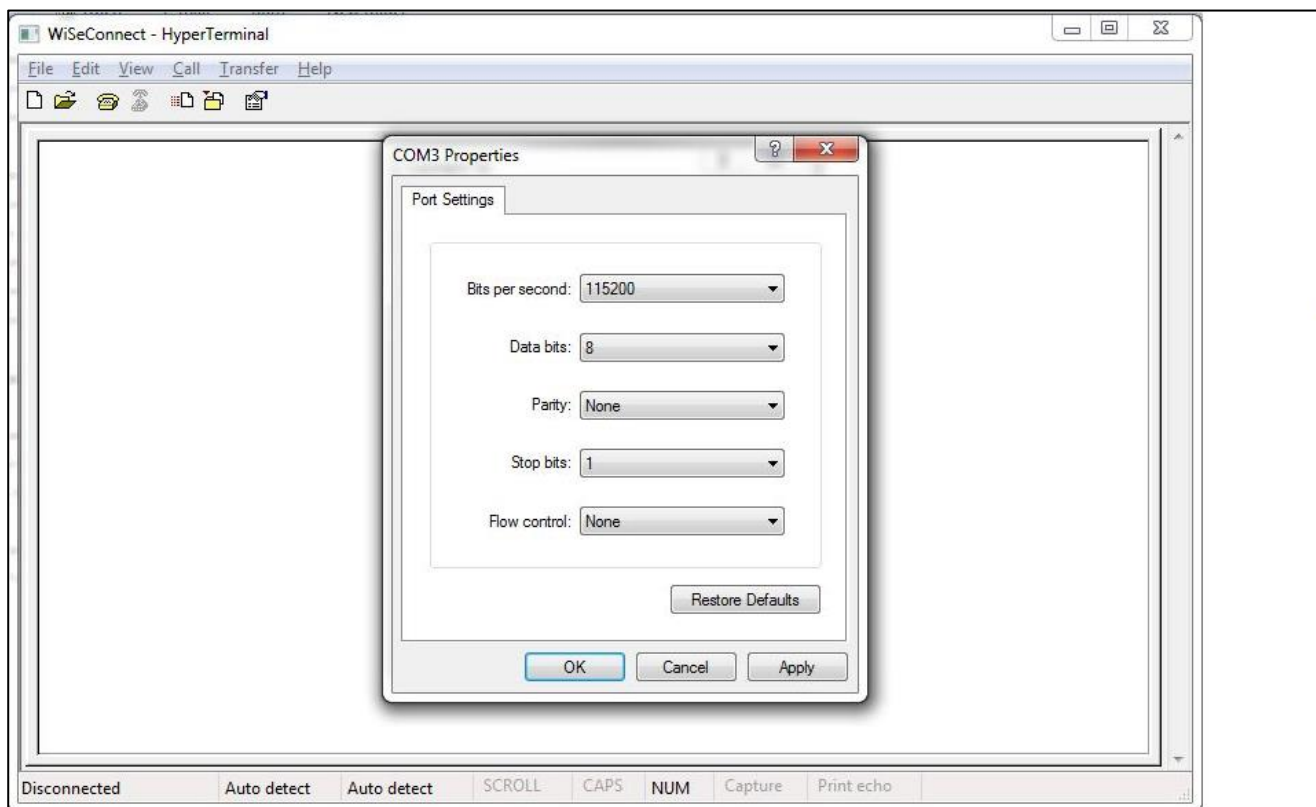 WiSeConnect - HyperTerminal
File Edit View Call Transfer Help
COM3 Properties
?
Port Settings
Bits per second: 115200
Data bits: 8
Parity: None
Stop bits: 1
Flow control: None
Restore Defaults
OK Cancel Apply
Disconnected Auto detect Auto detect SCROLL CAPS NUM Capture Print echo